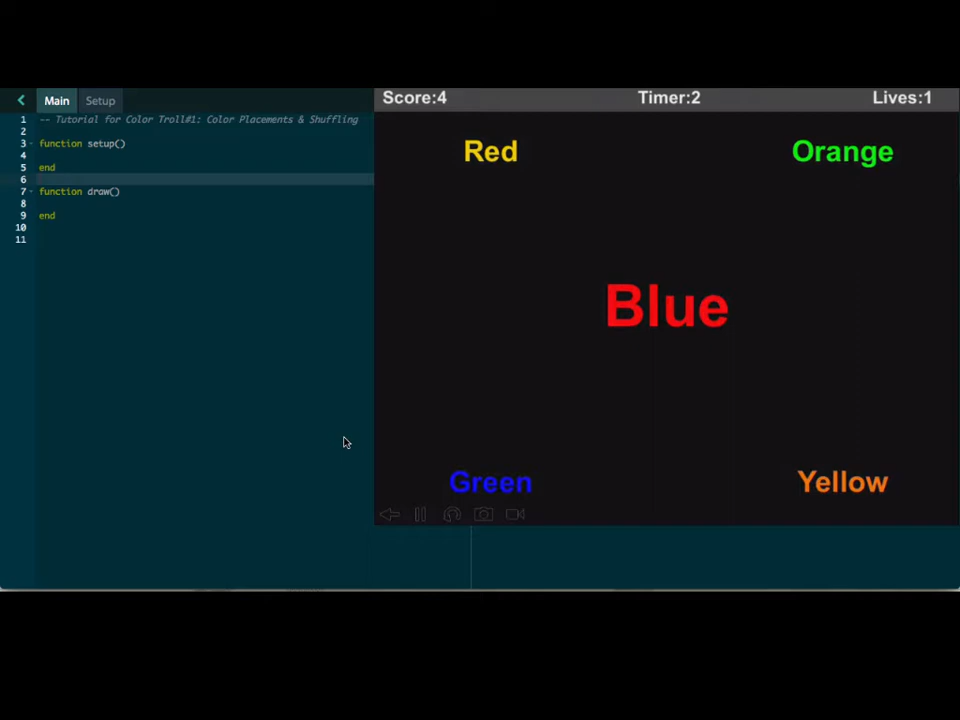 Main Setup
1 -- Tutorial for Color Troll#1: Color Placements & Shuffling
2
3 function setup()
4
5 end
6
7 function draw()
8
9 end
10
11
Score:4 Timer:2 Lives:1
Red Orange
Blue
Green Yellow